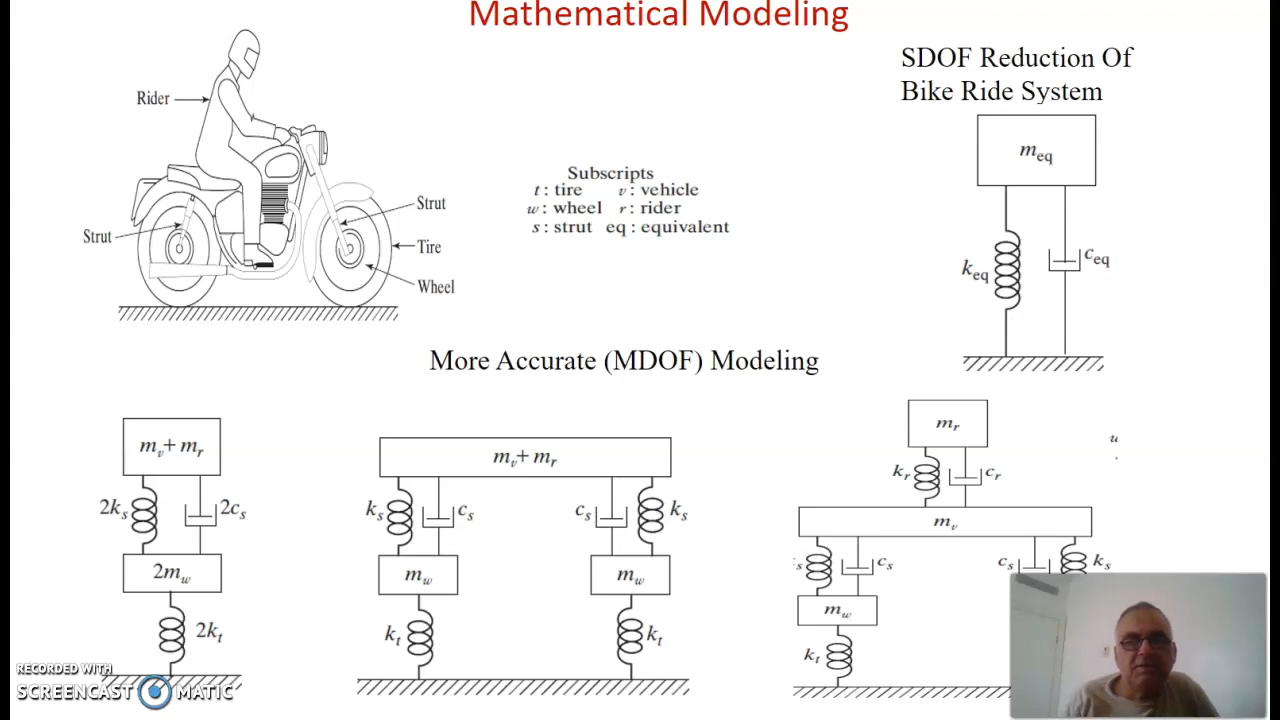 Mathematical Modeling
SDOF Reduction Of
Bike Ride System
Rider
Strut
Strut
Tire
Wheel
Subscripts
t : tire v : vehicle
w : wheel r : rider
s : strut eq : equivalent
m_eq
k_eq
c_eq
More Accurate (MDOF) Modeling
m_v + m_r
2k_s
2c_s
2m_w
2k_t
m_v + m_r
k_s
c_s
c_s
k_s
m_w
m_w
k_t
k_t
m_r
k_r
c_r
m_v
c_s
c_s
k_s
m_w
k_t
RECORDED WITH
SCREENCAST MATIC